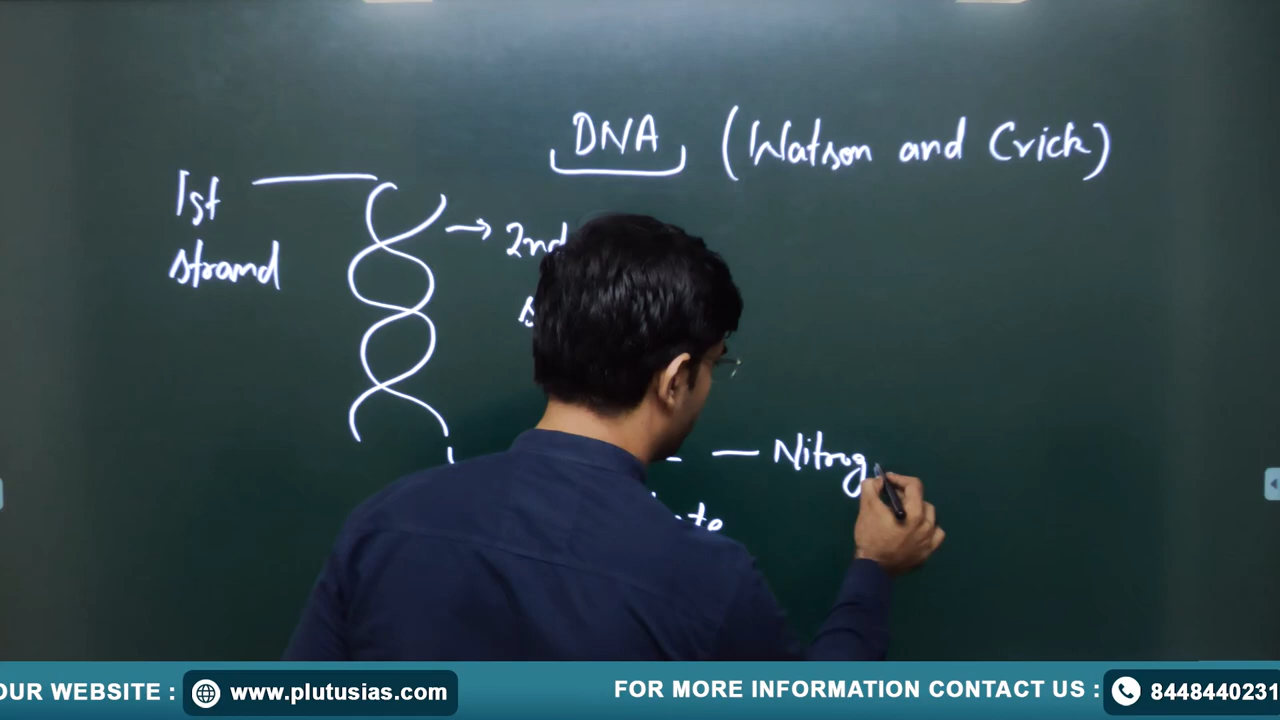 DNA (Watson and Crick)
1st
strand
2nd
Nitrog
OUR WEBSITE : www.plutusias.com
FOR MORE INFORMATION CONTACT US : 8448440231